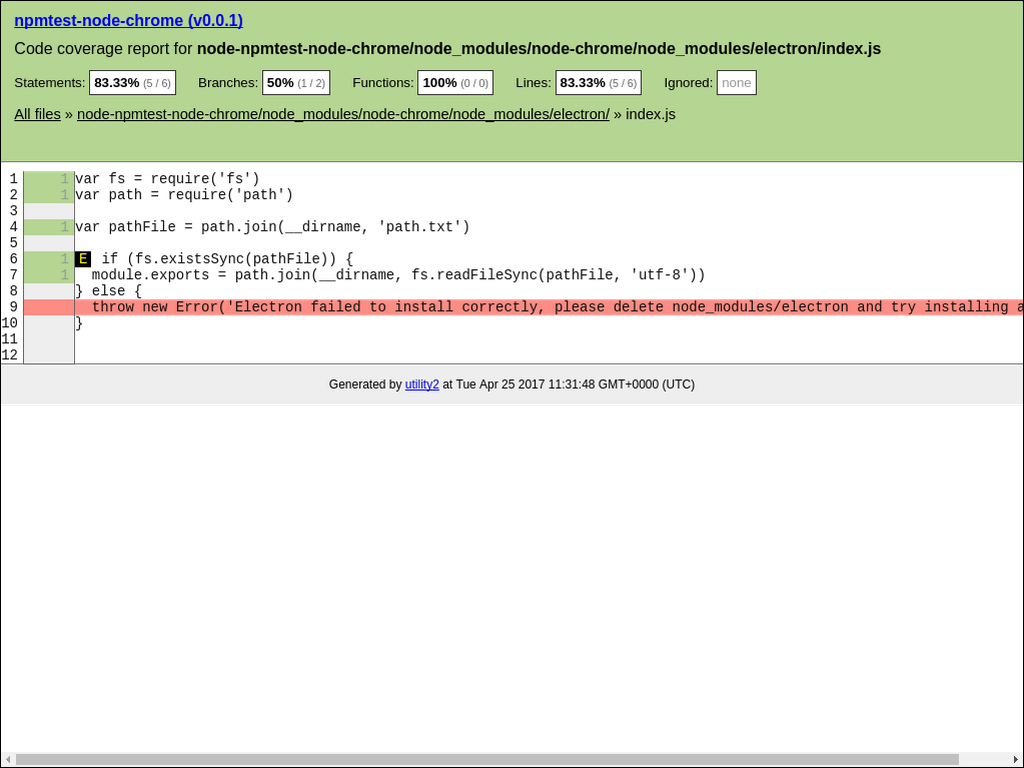 npmtest-node-chrome (v0.0.1)
Code coverage report for node-npmtest-node-chrome/node_modules/node-chrome/node_modules/electron/index.js
Statements: 83.33% (5 / 6) Branches: 50% (1 / 2) Functions: 100% (0 / 0) Lines: 83.33% (5 / 6) Ignored: none
All files » node-npmtest-node-chrome/node_modules/node-chrome/node_modules/electron/ » index.js
1 1 var fs = require('fs')
2 1 var path = require('path')
3
4 1 var pathFile = path.join(__dirname, 'path.txt')
5
6 1 E if (fs.existsSync(pathFile)) {
7 1 module.exports = path.join(__dirname, fs.readFileSync(pathFile, 'utf-8'))
8 } else {
9 throw new Error('Electron failed to install correctly, please delete node_modules/electron and try installing
10 }
11
12
Generated by utility2 at Tue Apr 25 2017 11:31:48 GMT+0000 (UTC)